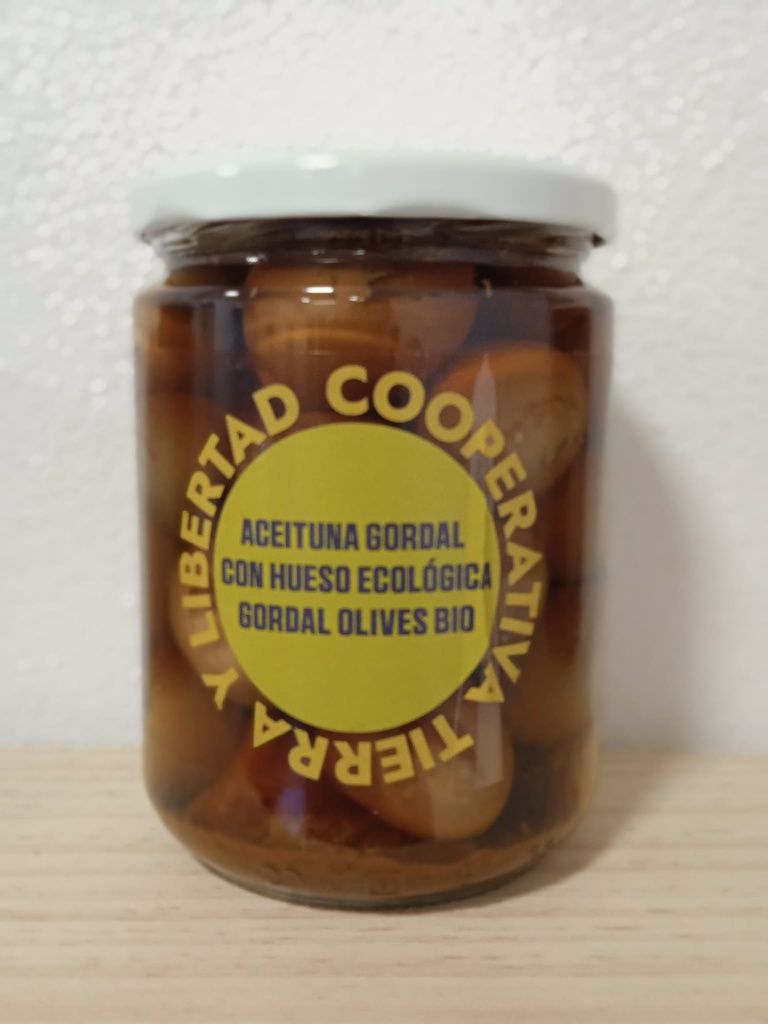 COOPERATIVA TIERRA Y LIBERTAD
ACEITUNA GORDAL
CON HUESO ECOLÓGICA
GORDAL OLIVES BIO